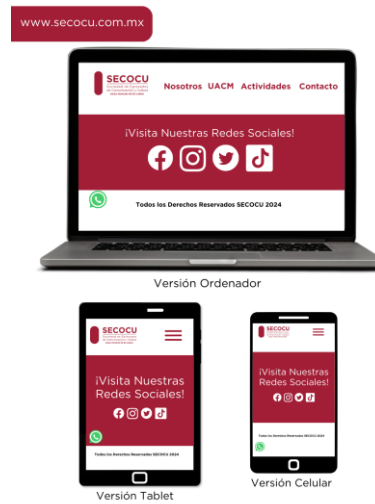 www.secocu.com.mx
SECOCU
Nosotros UACM Actividades Contacto
¡Visita Nuestras Redes Sociales!
Todos los Derechos Reservados SECOCU 2024
Versión Ordenador
SECOCU
¡Visita Nuestras
Redes Sociales!
Todos los Derechos Reservados SECOCU 2024
Versión Tablet
SECOCU
¡Visita Nuestras
Redes Sociales!
Todos los Derechos Reservados SECOCU 2024
Versión Celular